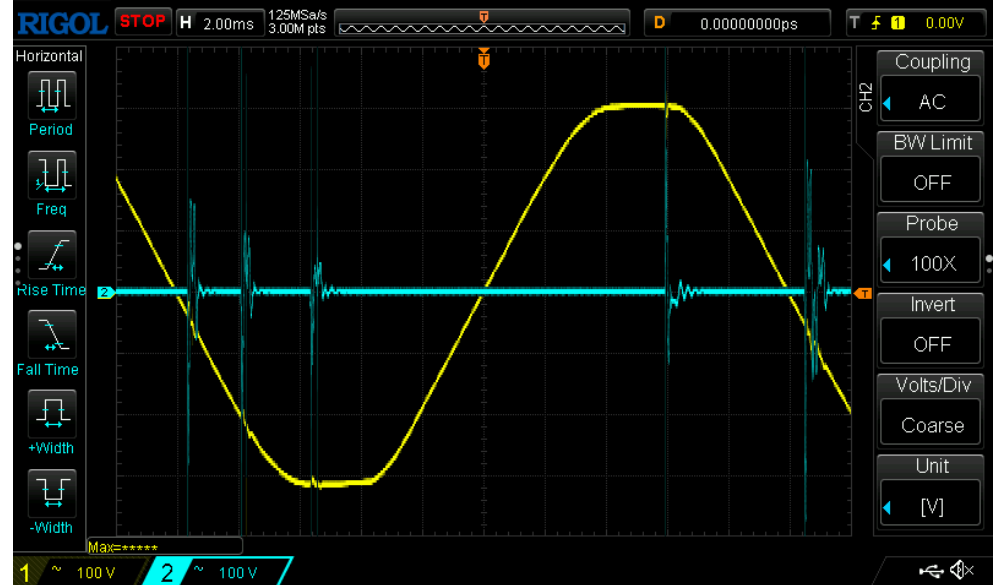 RIGOL STOP H 2.00ms 125MSa/s 3.00M pts T D 0.00000000ps T 1 0.00V
Horizontal
Period
Freq
Rise Time
Fall Time
+Width
-Width
T
2
T
CH2
Coupling
AC
BW Limit
OFF
Probe
100X
Invert
OFF
Volts/Div
Coarse
Unit
[V]
Max=*****
1 ~ 100 V 2 ~ 100 V